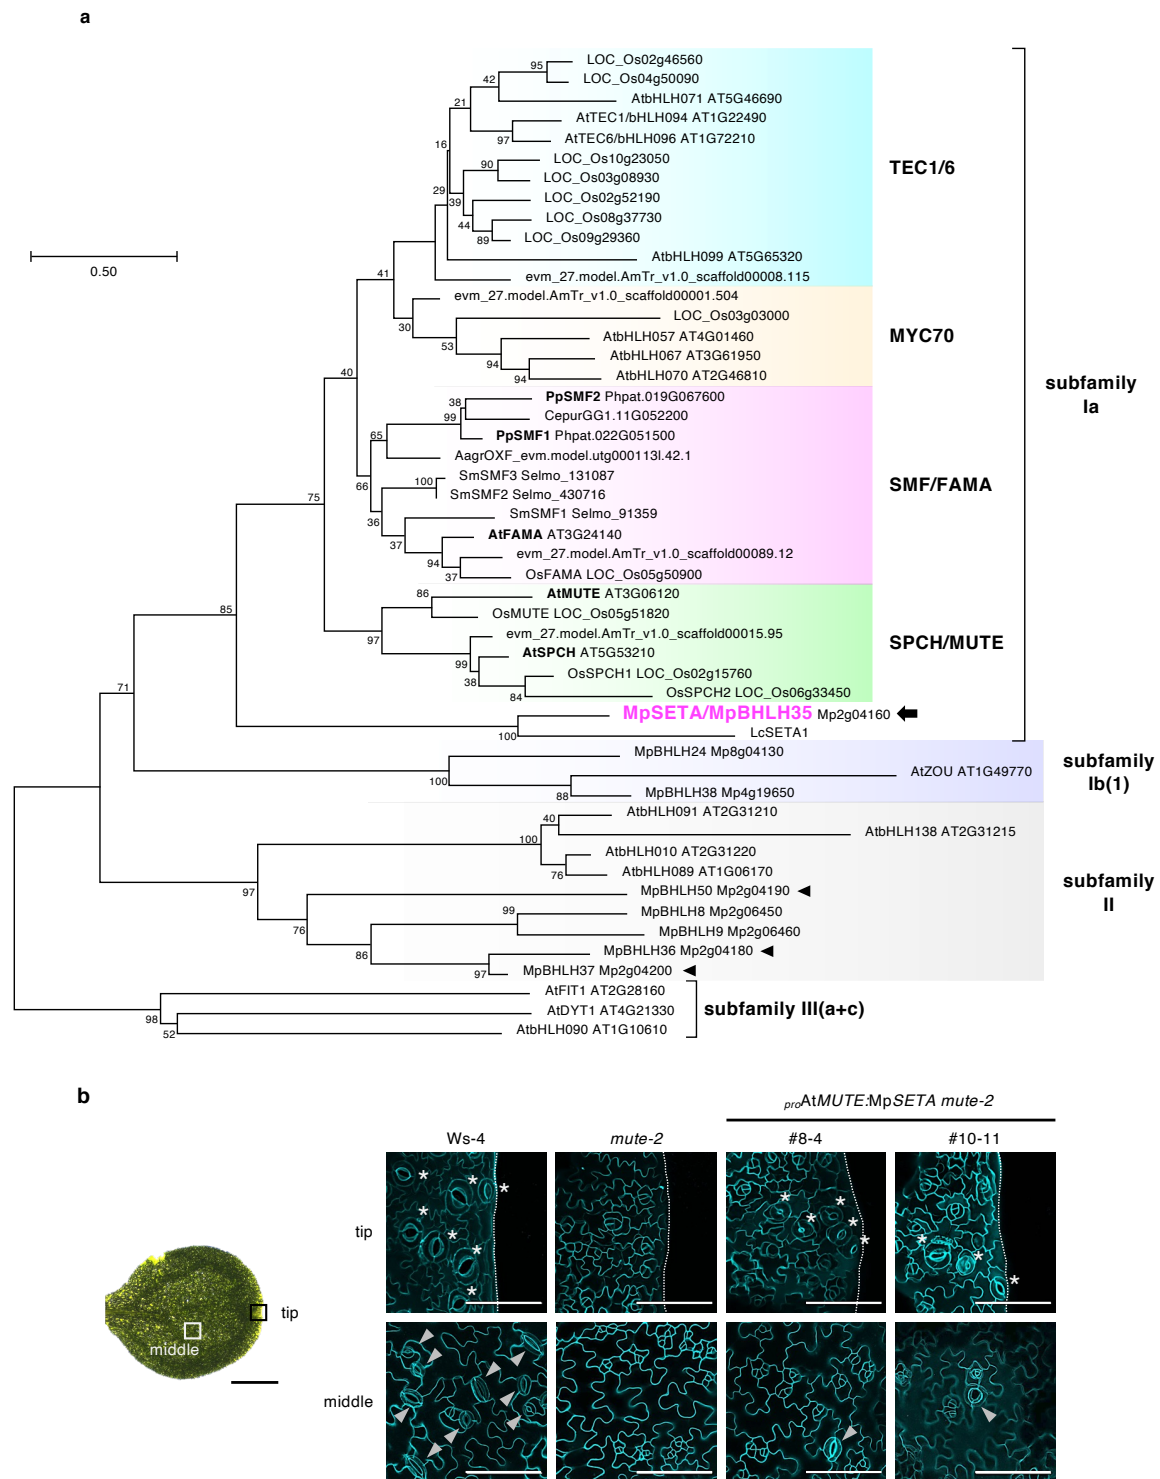 a
LOC_Os02g46560
95
LOC_Os04g50090
42
AtbHLH071 AT5G46690
21
AtTEC1/bHLH094 AT1G22490
97
AtTEC6/bHLH096 AT1G72210
16
LOC_Os10g23050
90
LOC_Os03g08930
TEC1/6
29
39
LOC_Os02g52190
44
LOC_Os08g37730
89
LOC_Os09g29360
AtbHLH099 AT5G65320
0.50
41
evm_27.model.AmTr_v1.0_scaffold00008.115
evm_27.model.AmTr_v1.0_scaffold00001.504
30
LOC_Os03g03000
53
AtbHLH057 AT4G01460
MYC70
94
AtbHLH067 AT3G61950
94
AtbHLH070 AT2G46810
40
subfamily
Ia
PpSMF2 Phpat.019G067600
38
CepurGG1.11G052200
99
PpSMF1 Phpat.022G051500
65
AagrOXF_evm.model.utg000113l.42.1
66
SmSMF3 Selmo_131087
100
SmSMF2 Selmo_430716
SMF/FAMA
75
36
SmSMF1 Selmo_91359
37
AtFAMA AT3G24140
94
evm_27.model.AmTr_v1.0_scaffold00089.12
37
OsFAMA LOC_Os05g50900
86
AtMUTE AT3G06120
85
OsMUTE LOC_Os05g51820
97
evm_27.model.AmTr_v1.0_scaffold00015.95
SPCH/MUTE
99
AtSPCH AT5G53210
38
OsSPCH1 LOC_Os02g15760
84
OsSPCH2 LOC_Os06g33450
71
MpSETA/MpBHLH35 Mp2g04160
100
LcSETA1
MpBHLH24 Mp8g04130
100
AtZOU AT1G49770
88
MpBHLH38 Mp4g19650
subfamily
Ib(1)
AtbHLH091 AT2G31210
40
AtbHLH138 AT2G31215
100
AtbHLH010 AT2G31220
76
AtbHLH089 AT1G06170
97
MpBHLH50 Mp2g04190
subfamily
II
76
99
MpBHLH8 Mp2g06450
MpBHLH9 Mp2g06460
86
MpBHLH36 Mp2g04180
97
MpBHLH37 Mp2g04200
AtFIT1 AT2G28160
98
AtDYT1 AT4G21330
subfamily III(a+c)
52
AtbHLH090 AT1G10610
b
proAtMUTE:MpSETA mute-2
Ws-4
mute-2
#8-4
#10-11
tip
* * * * * *
* * * * *
* * *
tip
middle
middle